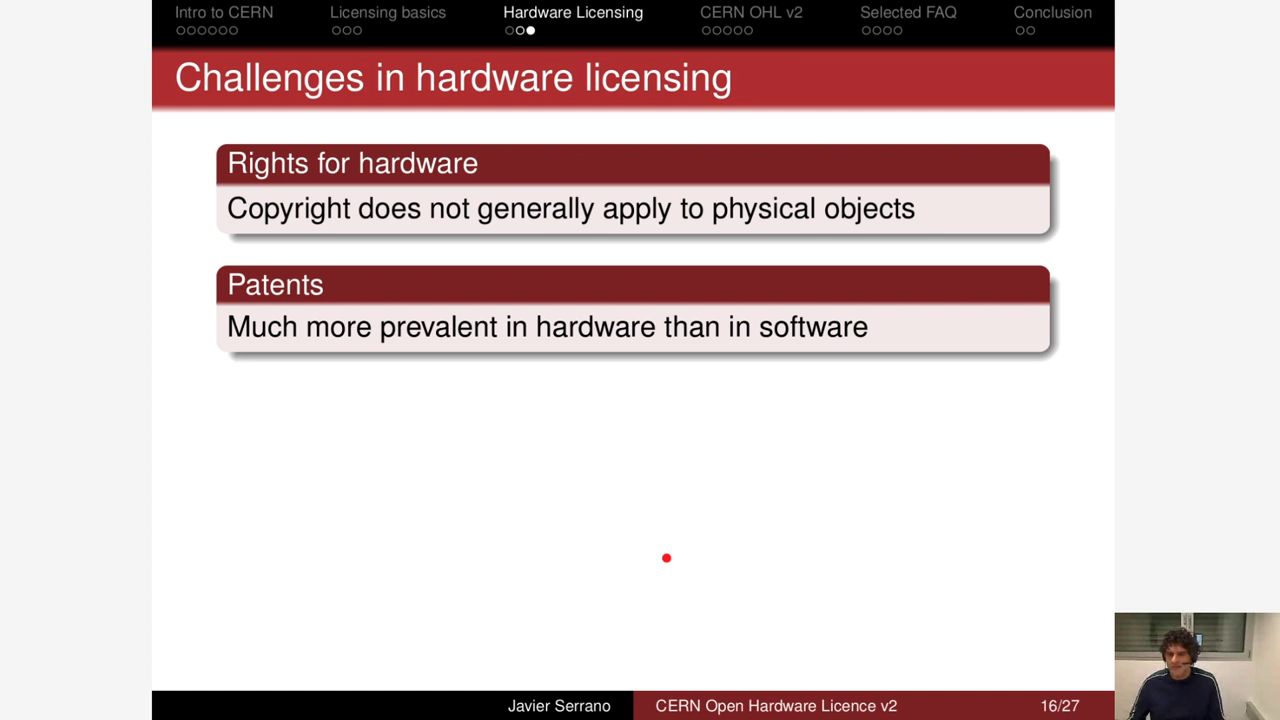 Intro to CERN Licensing basics Hardware Licensing CERN OHL v2 Selected FAQ Conclusion
Challenges in hardware licensing
Rights for hardware
Copyright does not generally apply to physical objects
Patents
Much more prevalent in hardware than in software
Javier Serrano CERN Open Hardware Licence v2 16/27